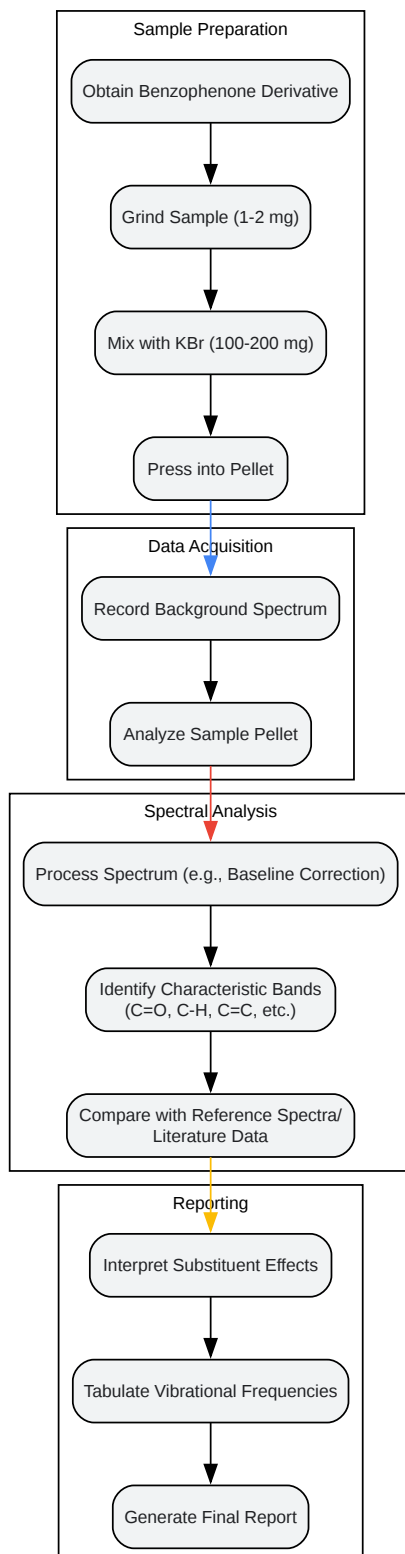 Sample Preparation
Obtain Benzophenone Derivative
Grind Sample (1-2 mg)
Mix with KBr (100-200 mg)
Press into Pellet
Data Acquisition
Record Background Spectrum
Analyze Sample Pellet
Spectral Analysis
Process Spectrum (e.g., Baseline Correction)
Identify Characteristic Bands
(C=O, C-H, C=C, etc.)
Compare with Reference Spectra/
Literature Data
Reporting
Interpret Substituent Effects
Tabulate Vibrational Frequencies
Generate Final Report